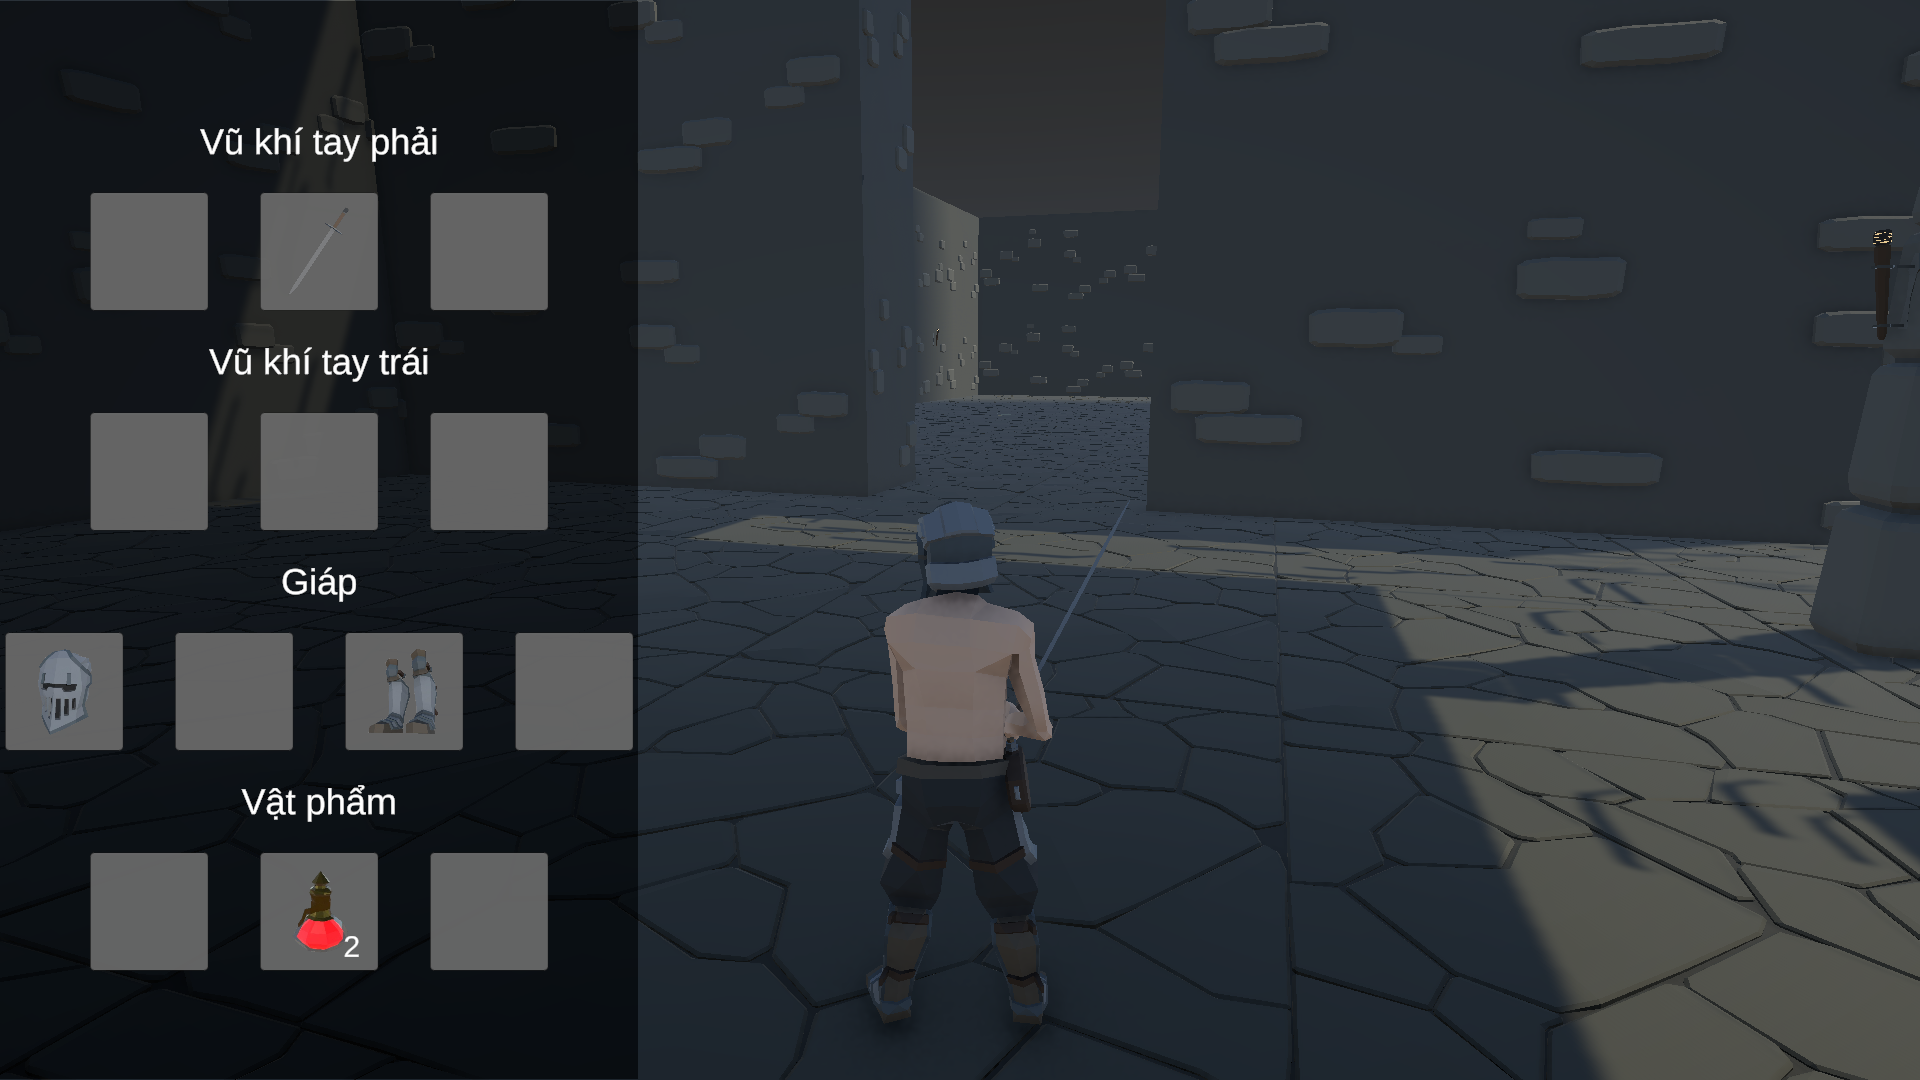 Vũ khí tay phải
Vũ khí tay trái
Giáp
Vật phẩm
2